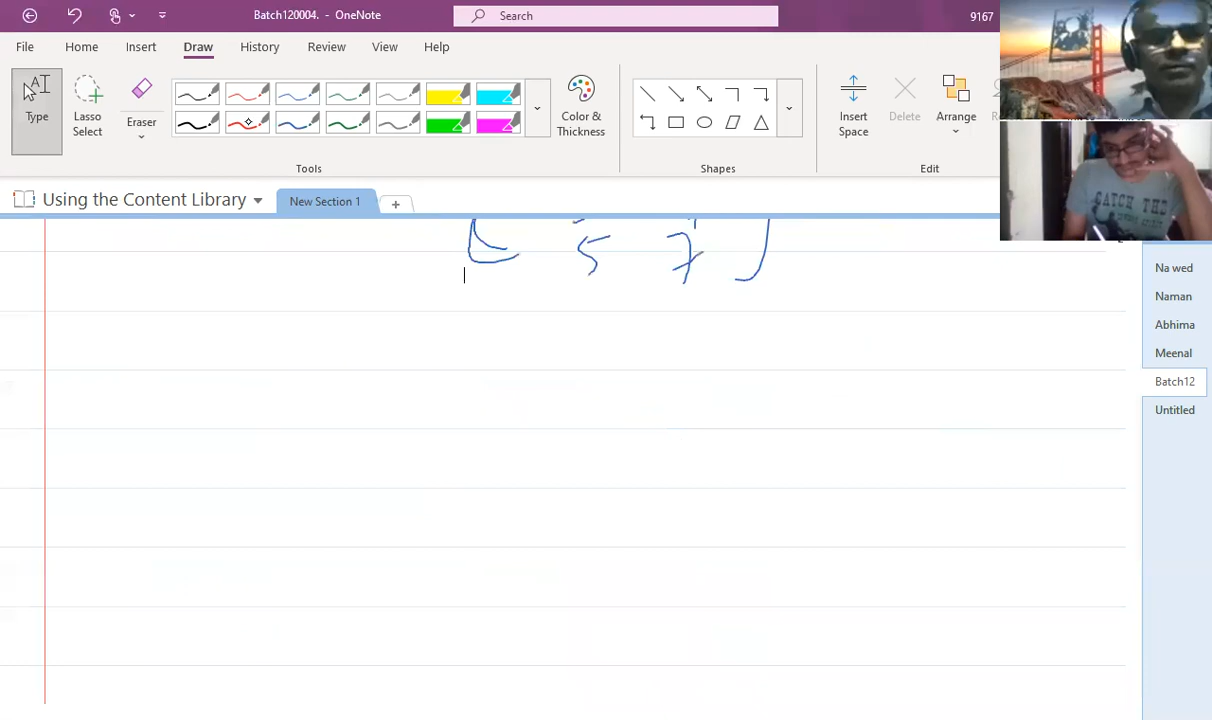 Batch120004. - OneNote
Search
9167
File Home Insert Draw History Review View Help
Type
Lasso Select
Eraser
Color & Thickness
Insert Space
Delete
Arrange
Tools
Shapes
Edit
Using the Content Library
New Section 1
CATCH THE
5 7
Na wed
Naman
Abhima
Meenal
Batch12
Untitled